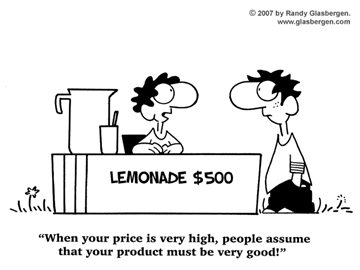 © 2007 by Randy Glasbergen.
www.glasbergen.com
LEMONADE $500
“When your price is very high, people assume
that your product must be very good!”